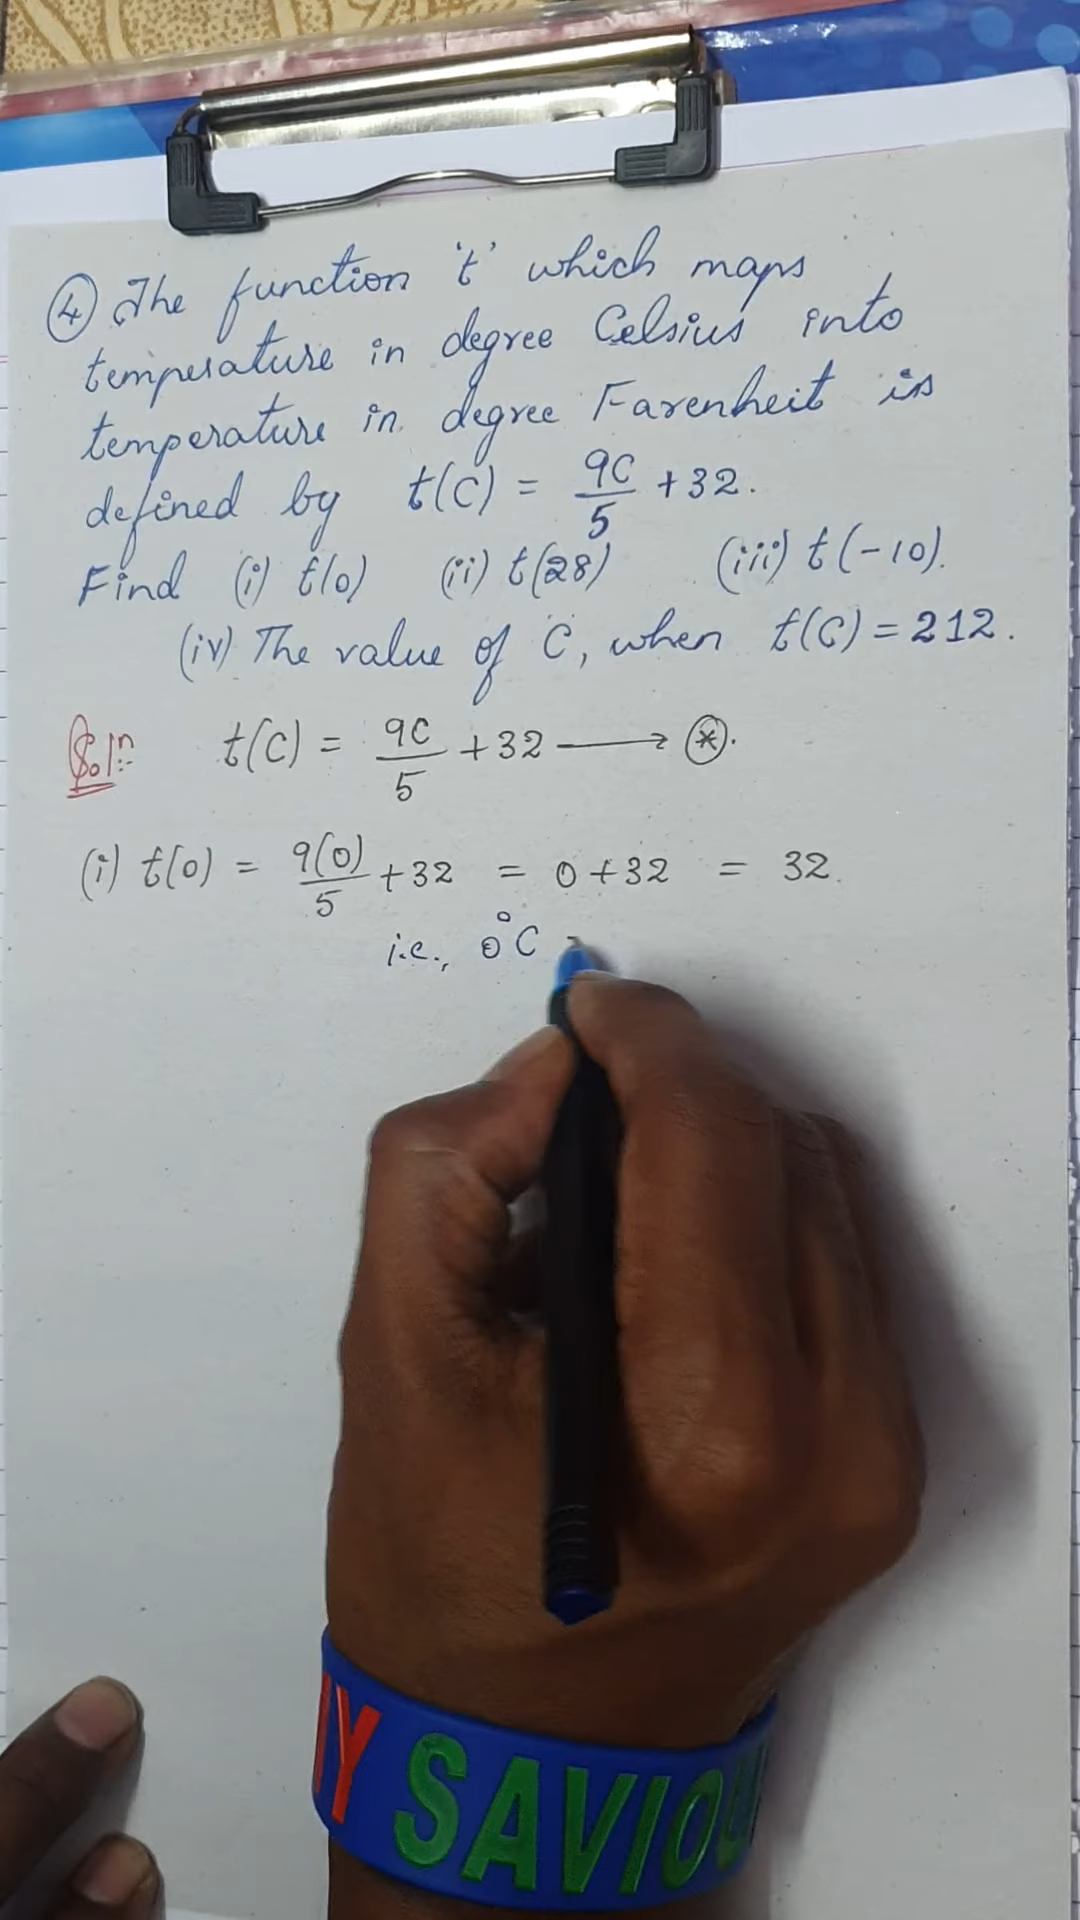 ④ The function 't' which maps
temperature in degree Celsius into
temperature in degree Farenheit is
defined by t(C) = 9C/5 + 32.
Find (i) t(0) (ii) t(28) (iii) t(-10).
(iv) The value of C, when t(C) = 212.
Soln: t(C) = 9C/5 + 32 ⟶ ⊛.
(i) t(0) = 9(0)/5 + 32 = 0 + 32 = 32.
i.e., 0°C
SAVIOU